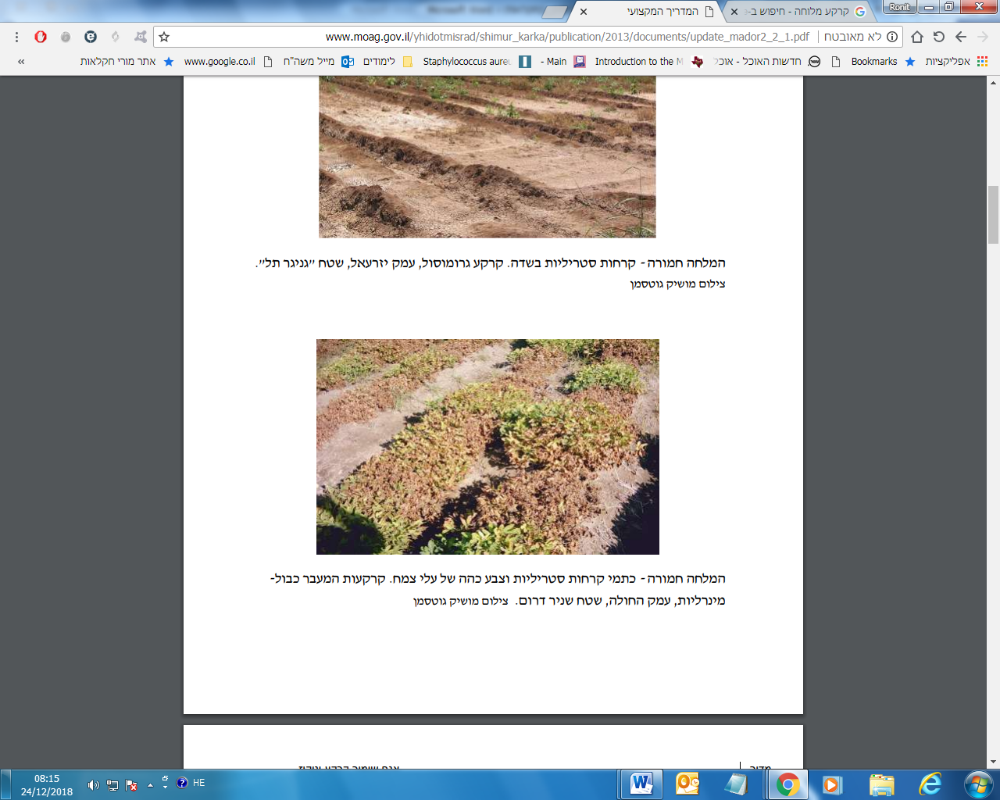 Ronit
קרקע מלוחה - חיפוש ב-
המדריך המקצועי
www.moag.gov.il/yhidotmisrad/shimur_karka/publication/2013/documents/update_mador2_2_1.pdf
לא מאובטח
אפליקציות
Bookmarks
חדשות האוכל - אוכל
Introduction to the M
Main -
Staphylococcus aureu
לימודים
מייל משה"ח
www.google.co.il
אתר מורי חקלאות
המלחה חמורה - קרחות סטריליות בשדה. קרקע גרומוסול, עמק יזרעאל, שטח "גניגר תל".
צילום מושיק גוטסמן
המלחה חמורה - כתמי קרחות סטריליות וצבע כהה של עלי צמח. קרקעות המעבר כבול-
מינרליות, עמק החולה, שטח שניר דרום. צילום מושיק גוטסמן
HE
08:15
24/12/2018